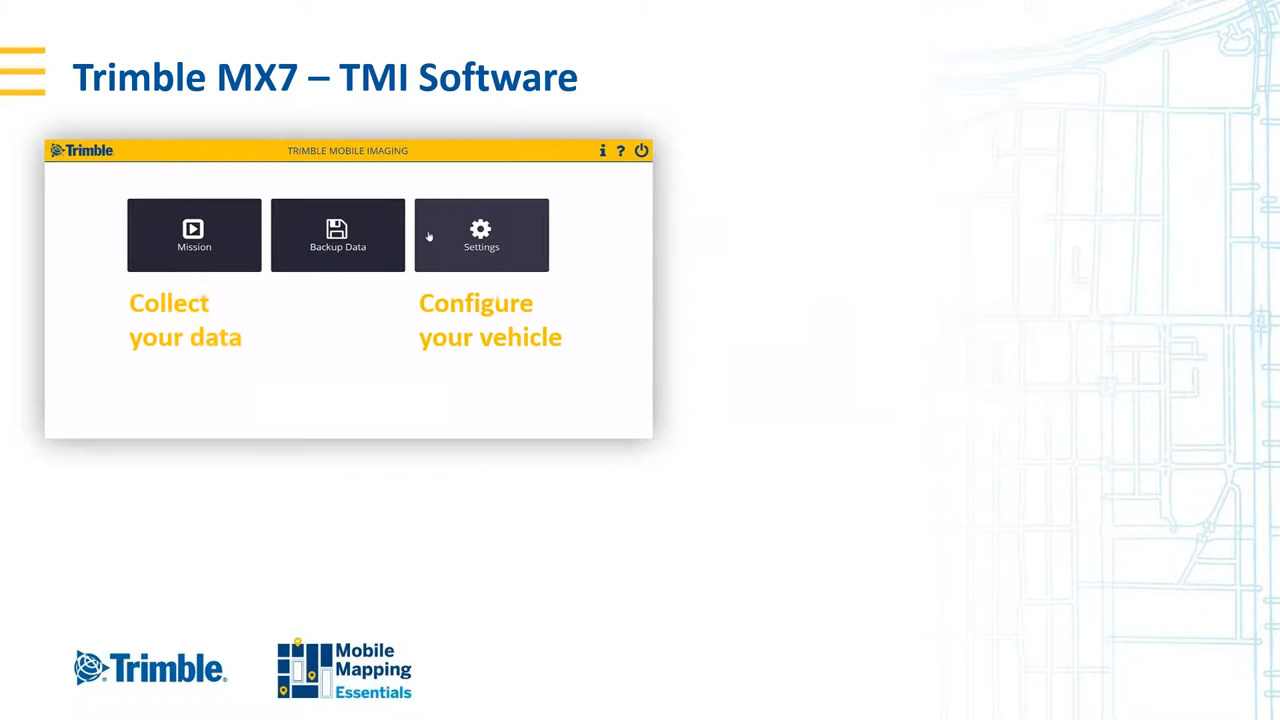 Trimble MX7 – TMI Software
Trimble
TRIMBLE MOBILE IMAGING
Mission
Backup Data
Settings
Collect
your data
Configure
your vehicle
Trimble
Mobile
Mapping
Essentials